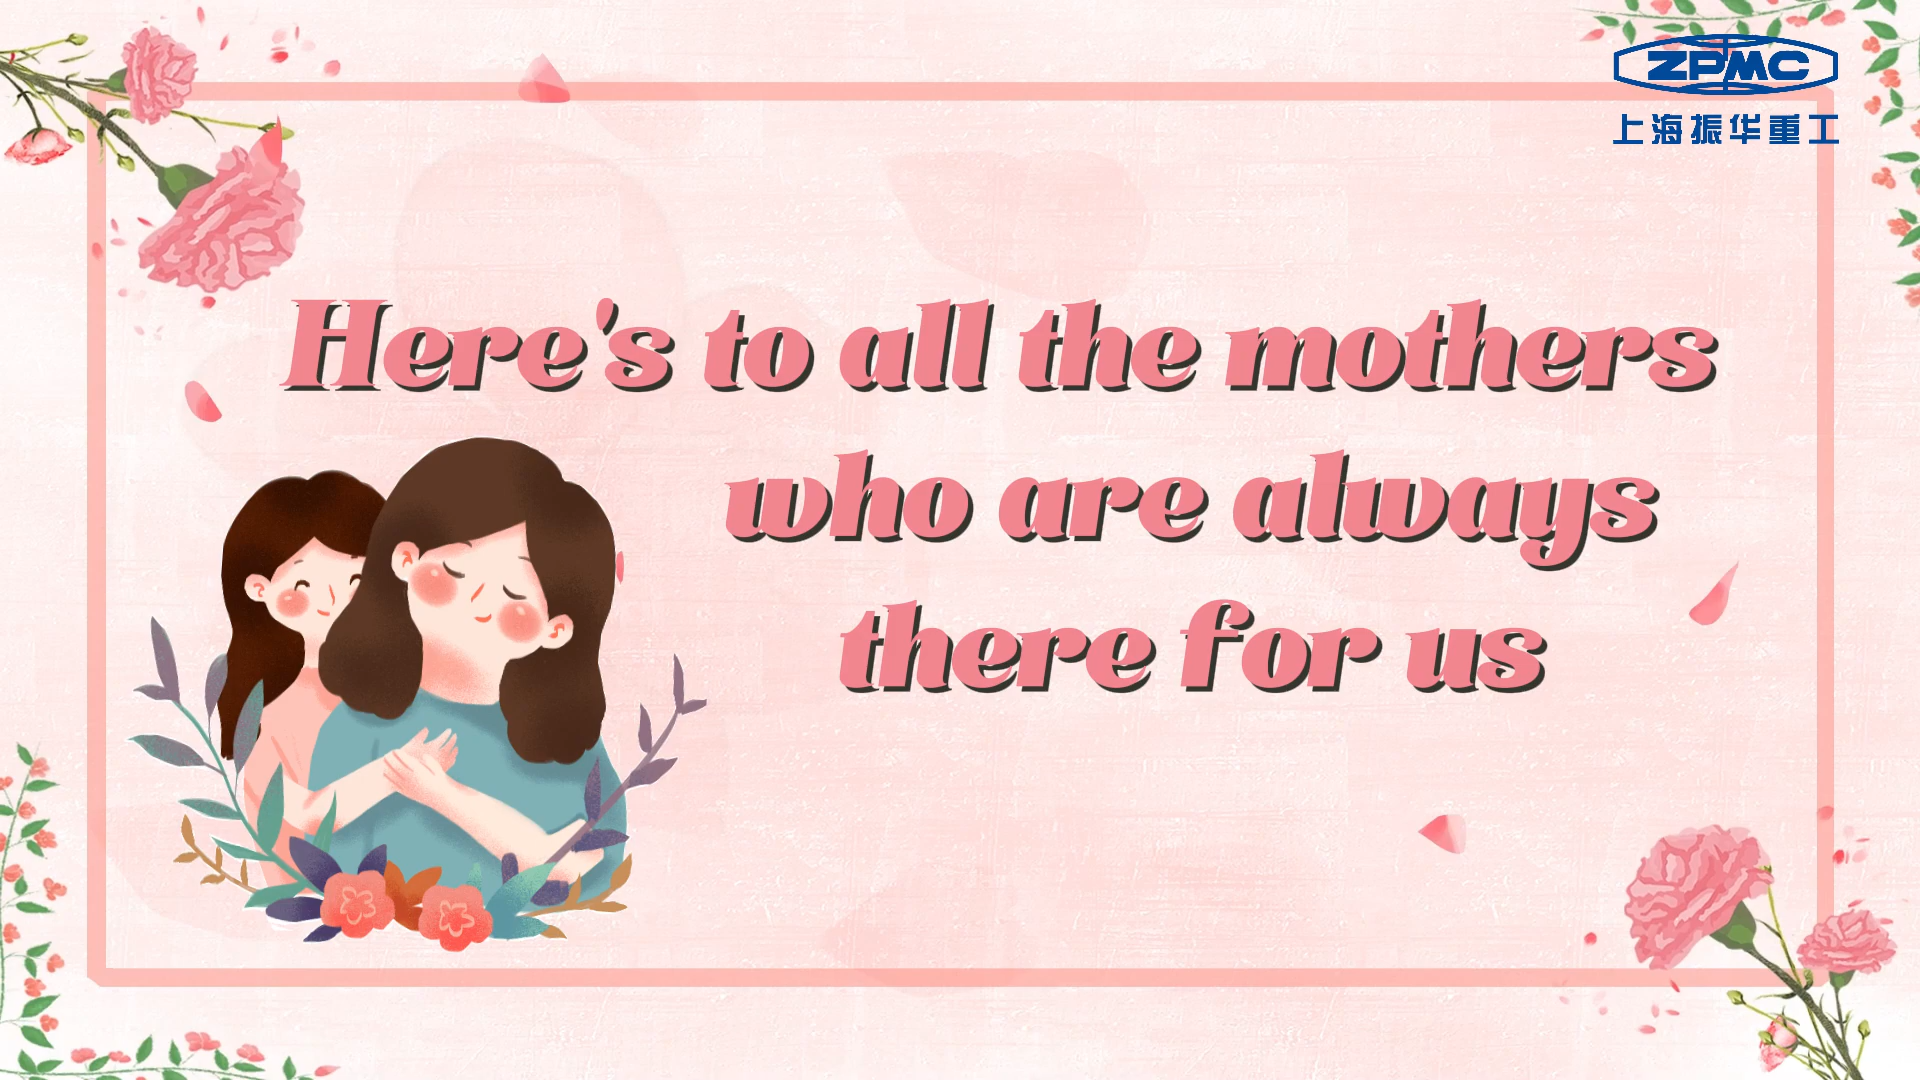 ZPMC
上海振华重工
Here's to all the mothers
who are always
there for us